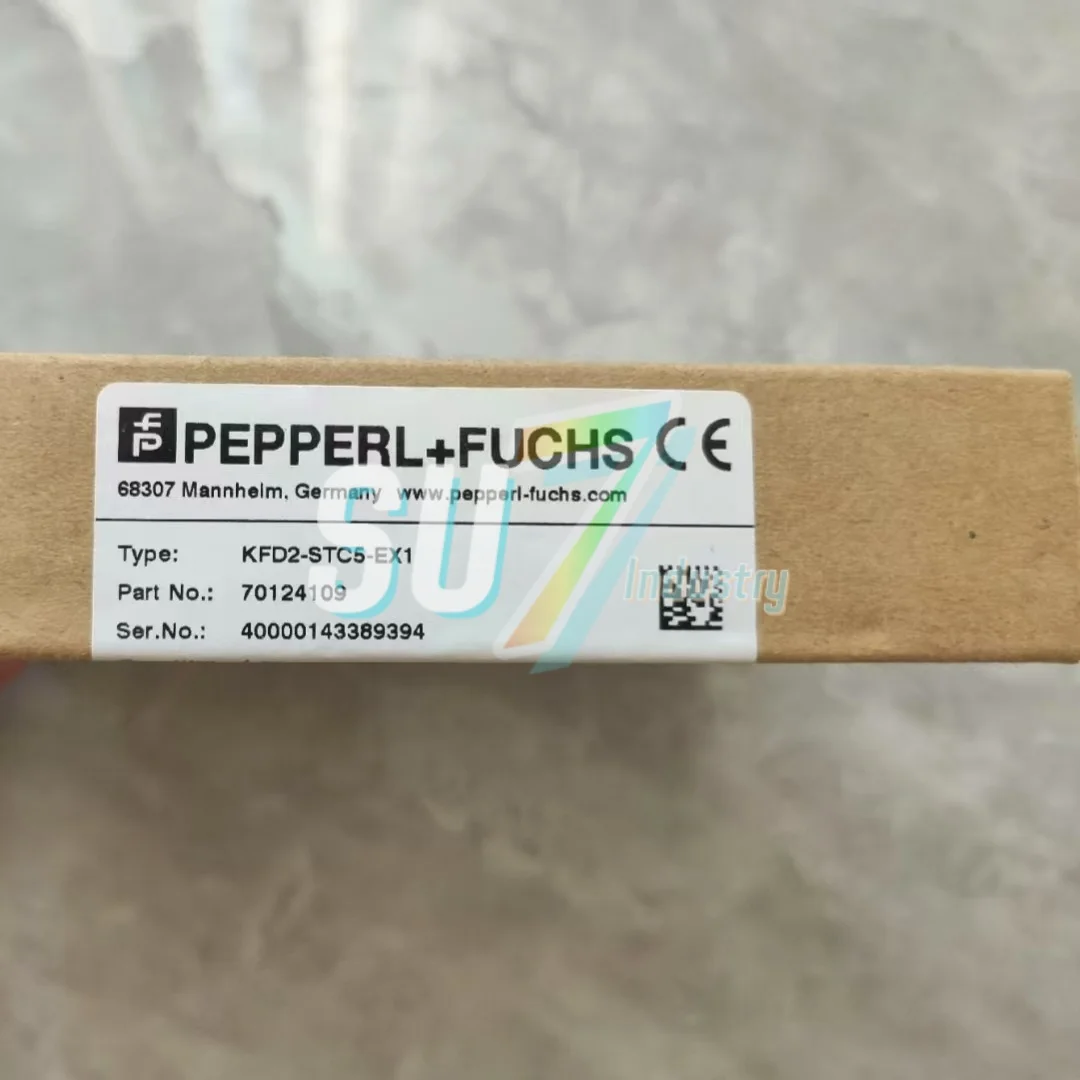 PEPPERL+FUCHS CE
68307 Mannheim, Germany www.pepperl-fuchs.com
Type: KFD2-STC5-EX1
Part No.: 70124109
Ser.No.: 40000143389394
SU7
Industry